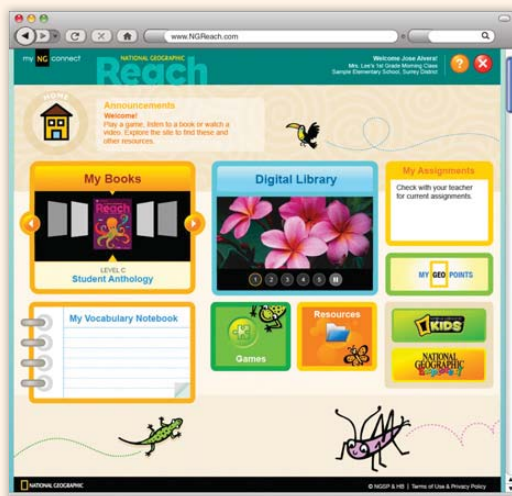 www.NGReach.com
my NG connect
NATIONAL GEOGRAPHIC
Reach
Welcome Jose Alvera!
Mrs. Lee's 1st Grade Morning Class
Sample Elementary School, Surrey District
?
HOME
Announcements
Welcome!
Play a game, listen to a book or watch a
video. Explore the site to find these and
other resources.
My Books
Reach
LEVEL C
Student Anthology
Digital Library
1 2 3 4 5
My Assignments
Check with your teacher
for current assignments.
MY GEO POINTS
My Vocabulary Notebook
Games
Resources
KIDS
NATIONAL
GEOGRAPHIC
NATIONAL GEOGRAPHIC
© NGSP & HB | Terms of Use & Privacy Policy